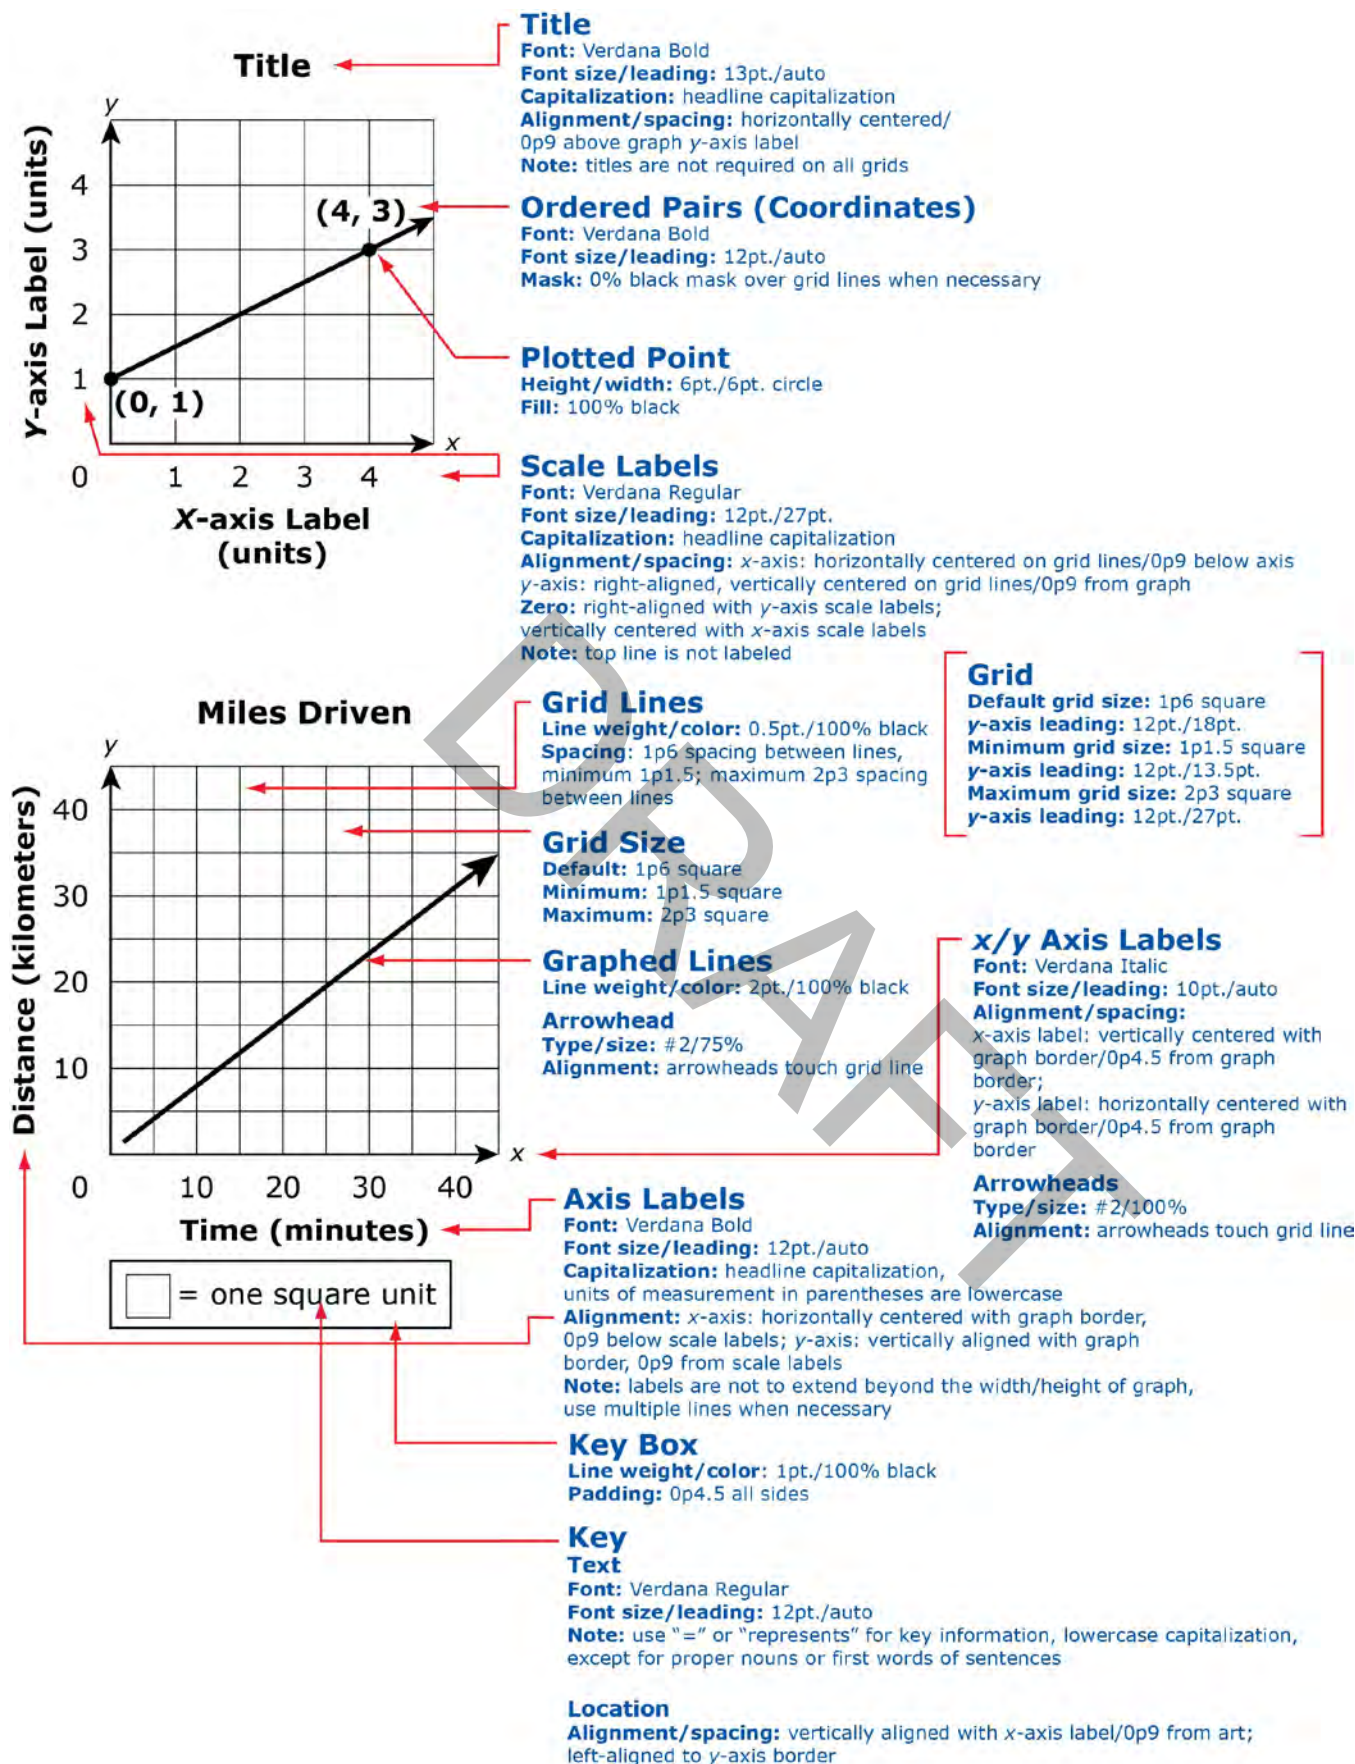 Title
Title
Font: Verdana Bold
Font size/leading: 13pt./auto
Capitalization: headline capitalization
Alignment/spacing: horizontally centered/
0p9 above graph y-axis label
Note: titles are not required on all grids
y
Y-axis Label (units)
4
3
2
1
0
(4, 3)
(0, 1)
x
1 2 3 4
X-axis Label
(units)
Ordered Pairs (Coordinates)
Font: Verdana Bold
Font size/leading: 12pt./auto
Mask: 0% black mask over grid lines when necessary
Plotted Point
Height/width: 6pt./6pt. circle
Fill: 100% black
Scale Labels
Font: Verdana Regular
Font size/leading: 12pt./27pt.
Capitalization: headline capitalization
Alignment/spacing: x-axis: horizontally centered on grid lines/0p9 below axis
y-axis: right-aligned, vertically centered on grid lines/0p9 from graph
Zero: right-aligned with y-axis scale labels;
vertically centered with x-axis scale labels
Note: top line is not labeled
Miles Driven
y
Distance (kilometers)
40
30
20
10
0
x
10 20 30 40
Time (minutes)
= one square unit
Grid Lines
Line weight/color: 0.5pt./100% black
Spacing: 1p6 spacing between lines,
minimum 1p1.5; maximum 2p3 spacing
between lines
Grid
Default grid size: 1p6 square
y-axis leading: 12pt./18pt.
Minimum grid size: 1p1.5 square
y-axis leading: 12pt./13.5pt.
Maximum grid size: 2p3 square
y-axis leading: 12pt./27pt.
Grid Size
Default: 1p6 square
Minimum: 1p1.5 square
Maximum: 2p3 square
Graphed Lines
Line weight/color: 2pt./100% black
Arrowhead
Type/size: #2/75%
Alignment: arrowheads touch grid line
x/y Axis Labels
Font: Verdana Italic
Font size/leading: 10pt./auto
Alignment/spacing:
x-axis label: vertically centered with
graph border/0p4.5 from graph
border;
y-axis label: horizontally centered with
graph border/0p4.5 from graph
border
Arrowheads
Type/size: #2/100%
Alignment: arrowheads touch grid line
Axis Labels
Font: Verdana Bold
Font size/leading: 12pt./auto
Capitalization: headline capitalization,
units of measurement in parentheses are lowercase
Alignment: x-axis: horizontally centered with graph border,
0p9 below scale labels; y-axis: vertically aligned with graph
border, 0p9 from scale labels
Note: labels are not to extend beyond the width/height of graph,
use multiple lines when necessary
Key Box
Line weight/color: 1pt./100% black
Padding: 0p4.5 all sides
Key
Text
Font: Verdana Regular
Font size/leading: 12pt./auto
Note: use “=” or “represents” for key information, lowercase capitalization,
except for proper nouns or first words of sentences
Location
Alignment/spacing: vertically aligned with x-axis label/0p9 from art;
left-aligned to y-axis border
DRAFT